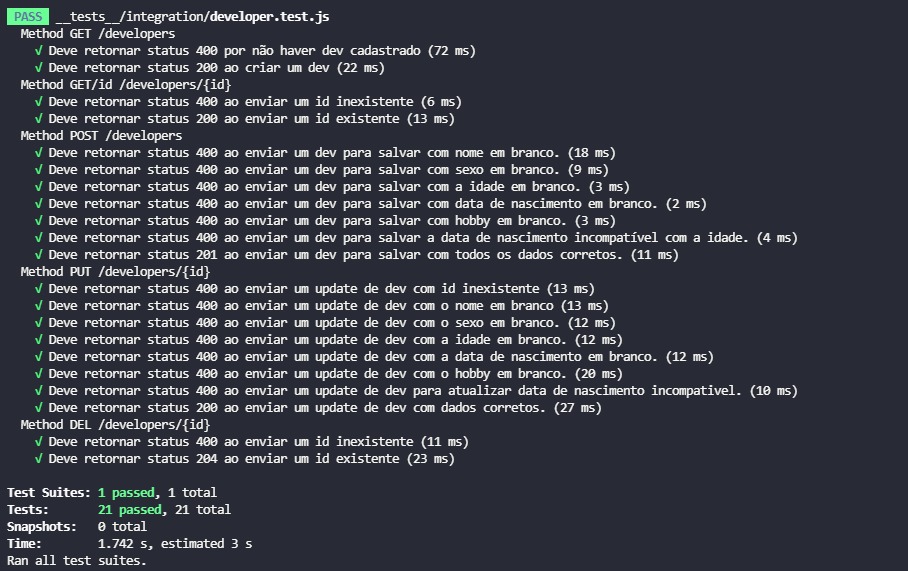 PASS __tests__/integration/developer.test.js
Method GET /developers
√ Deve retornar status 400 por não haver dev cadastrado (72 ms)
√ Deve retornar status 200 ao criar um dev (22 ms)
Method GET/id /developers/{id}
√ Deve retornar status 400 ao enviar um id inexistente (6 ms)
√ Deve retornar status 200 ao enviar um id existente (13 ms)
Method POST /developers
√ Deve retornar status 400 ao enviar um dev para salvar com nome em branco. (18 ms)
√ Deve retornar status 400 ao enviar um dev para salvar com sexo em branco. (9 ms)
√ Deve retornar status 400 ao enviar um dev para salvar com a idade em branco. (3 ms)
√ Deve retornar status 400 ao enviar um dev para salvar com data de nascimento em branco. (2 ms)
√ Deve retornar status 400 ao enviar um dev para salvar com hobby em branco. (3 ms)
√ Deve retornar status 400 ao enviar um dev para salvar a data de nascimento incompatível com a idade. (4 ms)
√ Deve retornar status 201 ao enviar um dev para salvar com todos os dados corretos. (11 ms)
Method PUT /developers/{id}
√ Deve retornar status 400 ao enviar um update de dev com id inexistente (13 ms)
√ Deve retornar status 400 ao enviar um update de dev com o nome em branco (13 ms)
√ Deve retornar status 400 ao enviar um update de dev com o sexo em branco. (12 ms)
√ Deve retornar status 400 ao enviar um update de dev com a idade em branco. (12 ms)
√ Deve retornar status 400 ao enviar um update de dev com a data de nascimento em branco. (12 ms)
√ Deve retornar status 400 ao enviar um update de dev com o hobby em branco. (20 ms)
√ Deve retornar status 400 ao enviar um update de dev para atualizar data de nascimento incompativel. (10 ms)
√ Deve retornar status 200 ao enviar um update de dev com dados corretos. (27 ms)
Method DEL /developers/{id}
√ Deve retornar status 400 ao enviar um id inexistente (11 ms)
√ Deve retornar status 204 ao enviar um id existente (23 ms)
Test Suites: 1 passed, 1 total
Tests: 21 passed, 21 total
Snapshots: 0 total
Time: 1.742 s, estimated 3 s
Ran all test suites.